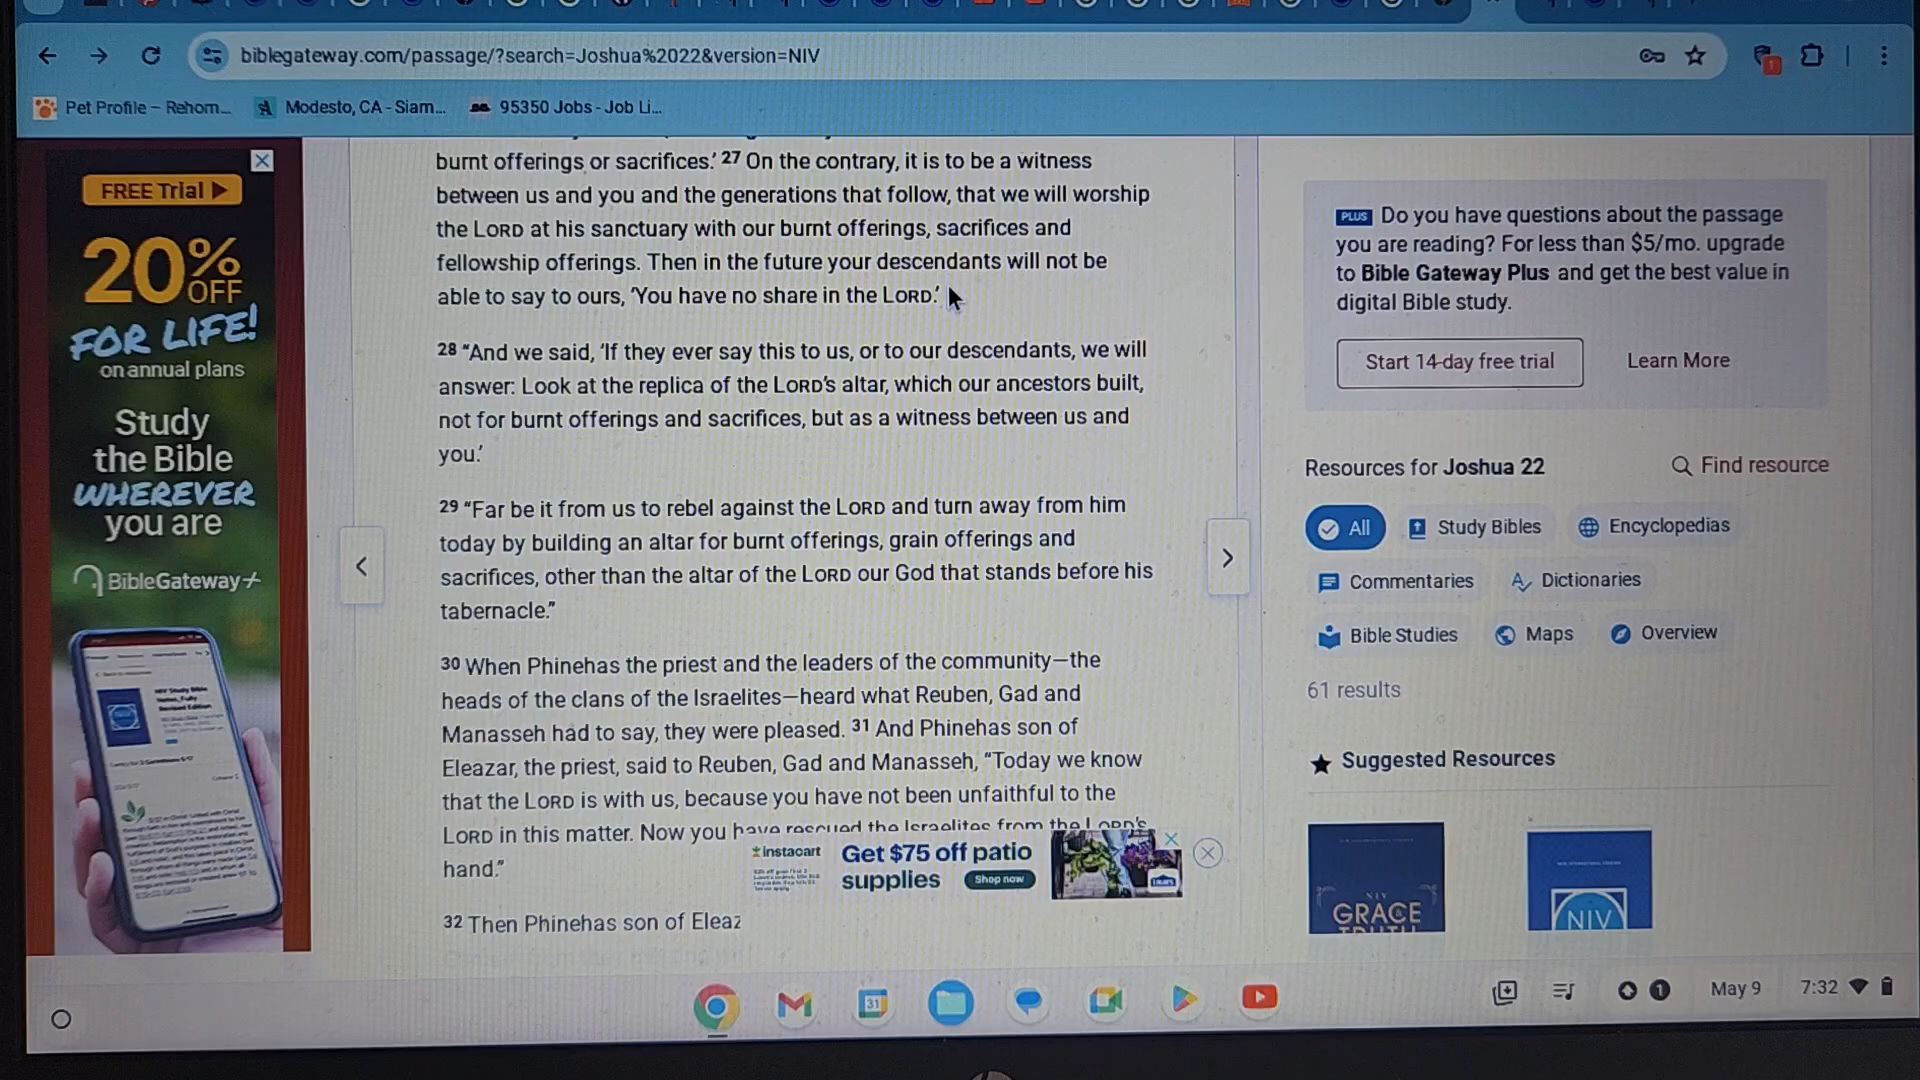 biblegateway.com/passage/?search=Joshua%2022&version=NIV
Pet Profile – Rehom...
Modesto, CA - Siam...
95350 Jobs - Job Li...
FREE Trial
20% OFF
FOR LIFE!
on annual plans
Study
the Bible
WHEREVER
you are
BibleGateway+
burnt offerings or sacrifices.’ 27 On the contrary, it is to be a witness
between us and you and the generations that follow, that we will worship
the LORD at his sanctuary with our burnt offerings, sacrifices and
fellowship offerings. Then in the future your descendants will not be
able to say to ours, ‘You have no share in the LORD.’
28 “And we said, ‘If they ever say this to us, or to our descendants, we will
answer: Look at the replica of the LORD’s altar, which our ancestors built,
not for burnt offerings and sacrifices, but as a witness between us and
you.’
29 “Far be it from us to rebel against the LORD and turn away from him
today by building an altar for burnt offerings, grain offerings and
sacrifices, other than the altar of the LORD our God that stands before his
tabernacle.”
30 When Phinehas the priest and the leaders of the community—the
heads of the clans of the Israelites—heard what Reuben, Gad and
Manasseh had to say, they were pleased. 31 And Phinehas son of
Eleazar, the priest, said to Reuben, Gad and Manasseh, “Today we know
that the LORD is with us, because you have not been unfaithful to the
LORD in this matter. Now you have rescued the Israelites from the LORD’s
hand.”
32 Then Phinehas son of Eleaz
instacart
Get $75 off patio
supplies
Shop now
PLUS Do you have questions about the passage
you are reading? For less than $5/mo. upgrade
to Bible Gateway Plus and get the best value in
digital Bible study.
Start 14-day free trial
Learn More
Resources for Joshua 22
Find resource
All
Study Bibles
Encyclopedias
Commentaries
Dictionaries
Bible Studies
Maps
Overview
61 results
Suggested Resources
NIV
GRACE
TRUTH
NIV
31
1
May 9
7:32